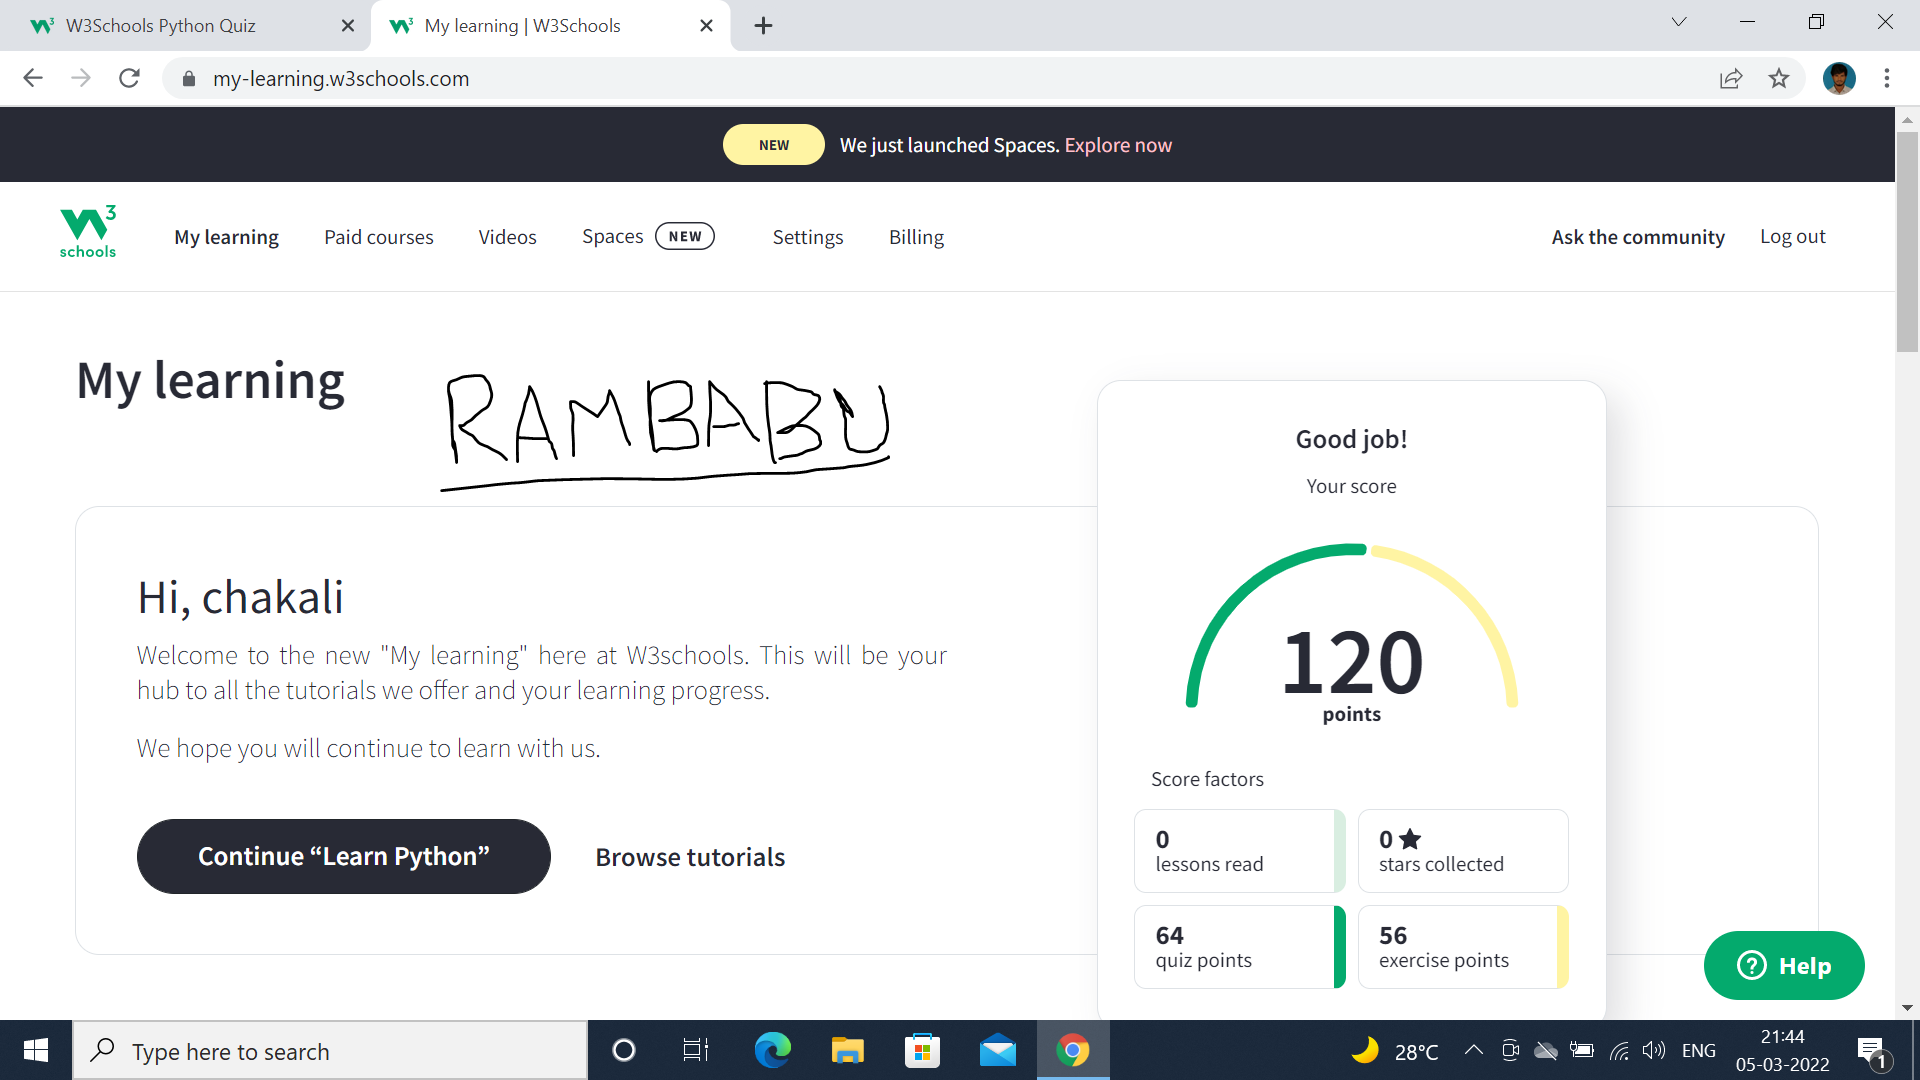 W3Schools Python Quiz
My learning | W3Schools
my-learning.w3schools.com
NEW We just launched Spaces. Explore now
W3 schools
My learning Paid courses Videos Spaces NEW Settings Billing Ask the community Log out
My learning
RAMBABU
Hi, chakali
Welcome to the new "My learning" here at W3schools. This will be your
hub to all the tutorials we offer and your learning progress.
We hope you will continue to learn with us.
Continue “Learn Python” Browse tutorials
Good job!
Your score
120
points
Score factors
0
lessons read
0
stars collected
64
quiz points
56
exercise points
Help
Type here to search
28°C ENG
21:44
05-03-2022
1